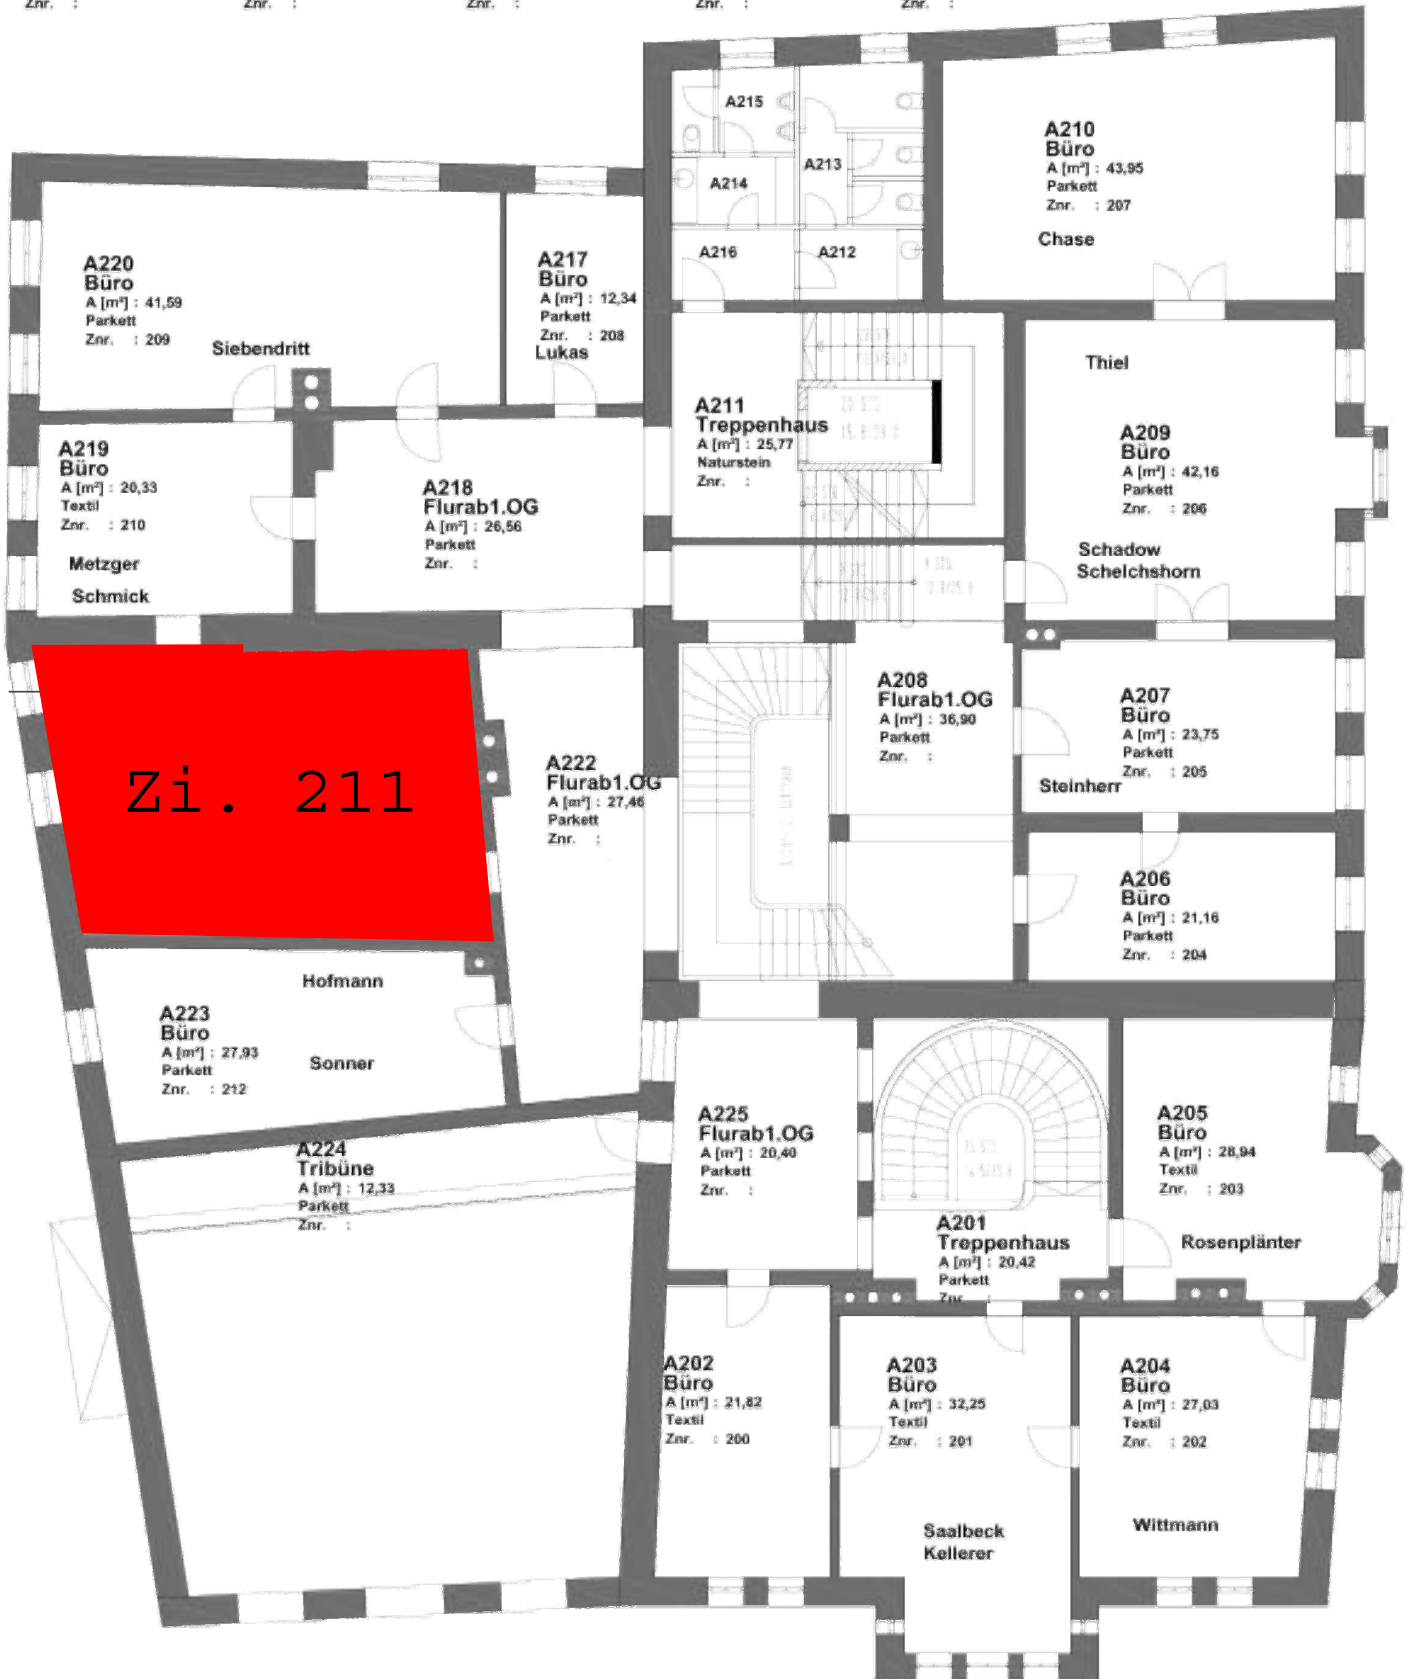 Znr. : Znr. : Znr. : Znr. : Znr. :
A215
A213
A214
A216
A212
A210
Büro
A [m²] : 43,95
Parkett
Znr. : 207
Chase
A220
Büro
A [m²] : 41,59
Parkett
Znr. : 209
Siebendritt
A217
Büro
A [m²] : 12,34
Parkett
Znr. : 208
Lukas
A211
Treppenhaus
A [m²] : 25,77
Naturstein
Znr. :
Thiel
A209
Büro
A [m²] : 42,16
Parkett
Znr. : 206
Schadow
Schelchshorn
A219
Büro
A [m²] : 20,33
Textil
Znr. : 210
Metzger
Schmick
A218
Flurab1.OG
A [m²] : 26,56
Parkett
Znr. :
Zi. 211
A222
Flurab1.OG
A [m²] : 27,46
Parkett
Znr. :
A208
Flurab1.OG
A [m²] : 36,90
Parkett
Znr. :
A207
Büro
A [m²] : 23,75
Parkett
Znr. : 205
Steinherr
A206
Büro
A [m²] : 21,16
Parkett
Znr. : 204
Hofmann
A223
Büro
A [m²] : 27,93
Parkett
Znr. : 212
Sonner
A224
Tribüne
A [m²] : 12,33
Parkett
Znr. :
A225
Flurab1.OG
A [m²] : 20,40
Parkett
Znr. :
A201
Treppenhaus
A [m²] : 20,42
Parkett
Znr. :
A205
Büro
A [m²] : 28,94
Textil
Znr. : 203
Rosenplänter
A202
Büro
A [m²] : 21,82
Textil
Znr. : 200
A203
Büro
A [m²] : 32,25
Textil
Znr. : 201
Saalbeck
Kellerer
A204
Büro
A [m²] : 27,03
Textil
Znr. : 202
Wittmann